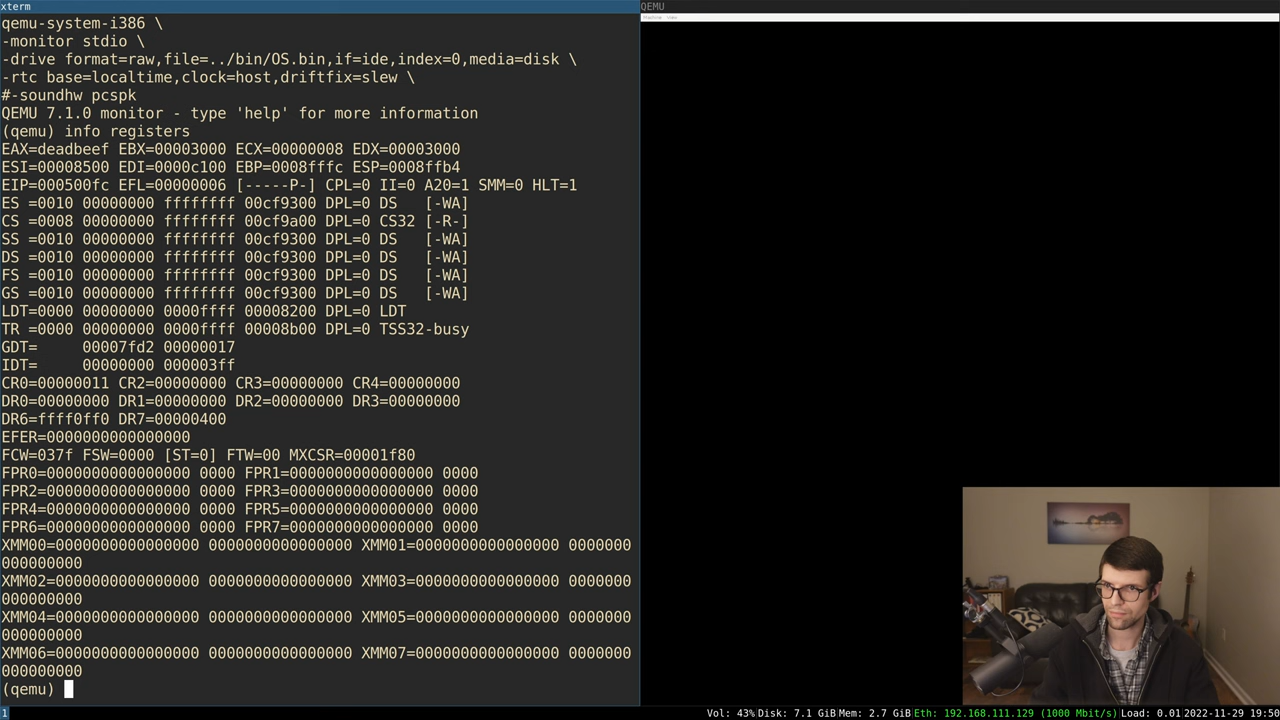 xterm
qemu-system-i386 \
-monitor stdio \
-drive format=raw,file=../bin/OS.bin,if=ide,index=0,media=disk \
-rtc base=localtime,clock=host,driftfix=slew \
#-soundhw pcspk
QEMU 7.1.0 monitor - type 'help' for more information
(qemu) info registers
EAX=deadbeef EBX=00003000 ECX=00000008 EDX=00003000
ESI=00008500 EDI=0000c100 EBP=0008fffc ESP=0008ffb4
EIP=000500fc EFL=00000006 [-----P-] CPL=0 II=0 A20=1 SMM=0 HLT=1
ES =0010 00000000 ffffffff 00cf9300 DPL=0 DS   [-WA]
CS =0008 00000000 ffffffff 00cf9a00 DPL=0 CS32 [-R-]
SS =0010 00000000 ffffffff 00cf9300 DPL=0 DS   [-WA]
DS =0010 00000000 ffffffff 00cf9300 DPL=0 DS   [-WA]
FS =0010 00000000 ffffffff 00cf9300 DPL=0 DS   [-WA]
GS =0010 00000000 ffffffff 00cf9300 DPL=0 DS   [-WA]
LDT=0000 00000000 0000ffff 00008200 DPL=0 LDT
TR =0000 00000000 0000ffff 00008b00 DPL=0 TSS32-busy
GDT=     00007fd2 00000017
IDT=     00000000 000003ff
CR0=00000011 CR2=00000000 CR3=00000000 CR4=00000000
DR0=00000000 DR1=00000000 DR2=00000000 DR3=00000000
DR6=ffff0ff0 DR7=00000400
EFER=0000000000000000
FCW=037f FSW=0000 [ST=0] FTW=00 MXCSR=00001f80
FPR0=0000000000000000 0000 FPR1=0000000000000000 0000
FPR2=0000000000000000 0000 FPR3=0000000000000000 0000
FPR4=0000000000000000 0000 FPR5=0000000000000000 0000
FPR6=0000000000000000 0000 FPR7=0000000000000000 0000
XMM00=0000000000000000 0000000000000000 XMM01=0000000000000000 0000000
000000000
XMM02=0000000000000000 0000000000000000 XMM03=0000000000000000 0000000
000000000
XMM04=0000000000000000 0000000000000000 XMM05=0000000000000000 0000000
000000000
XMM06=0000000000000000 0000000000000000 XMM07=0000000000000000 0000000
000000000
(qemu)
QEMU
Machine View
1
Vol: 43% Disk: 7.1 GiB Mem: 2.7 GiB Eth: 192.168.111.129 (1000 Mbit/s) Load: 0.01 2022-11-29 19:50